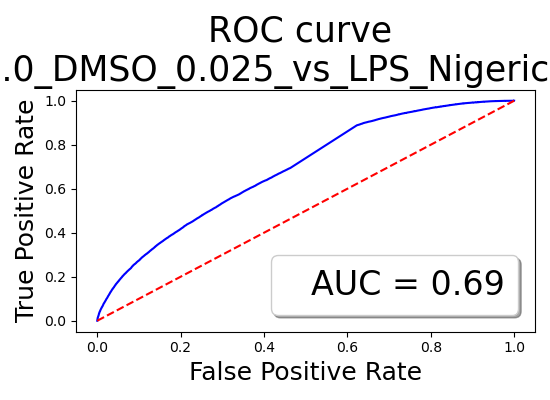 ROC curve
.0_DMSO_0.025_vs_LPS_Nigeric
True Positive Rate
1.0
0.8
0.6
0.4
0.2
0.0
AUC = 0.69
0.0 0.2 0.4 0.6 0.8 1.0
False Positive Rate